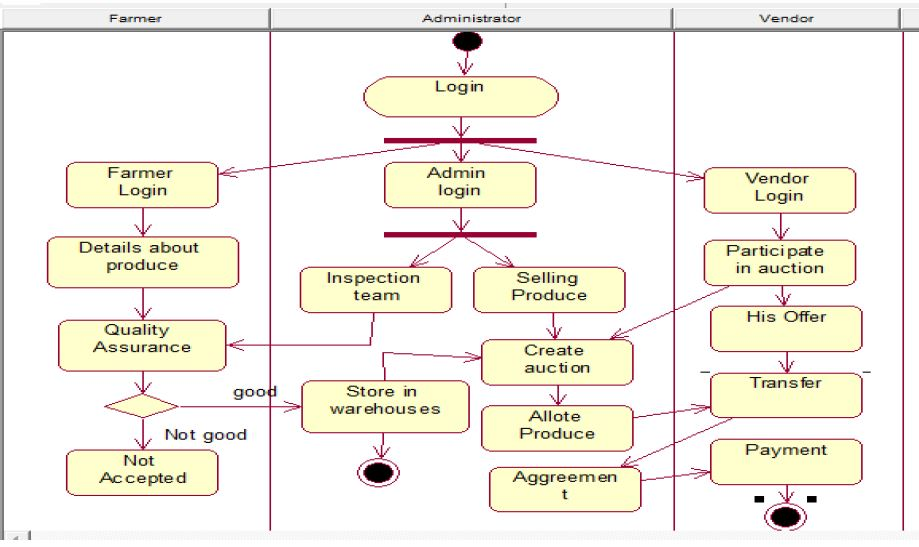 Farmer
Administrator
Vendor
Login
Farmer
Login
Admin
login
Vendor
Login
Details about
produce
Inspection
team
Selling
Produce
Participate
in auction
Quality
Assurance
His Offer
Create
auction
good
Store in
warehouses
Transfer
Not good
Allote
Produce
Not
Accepted
Aggreemen
t
Payment